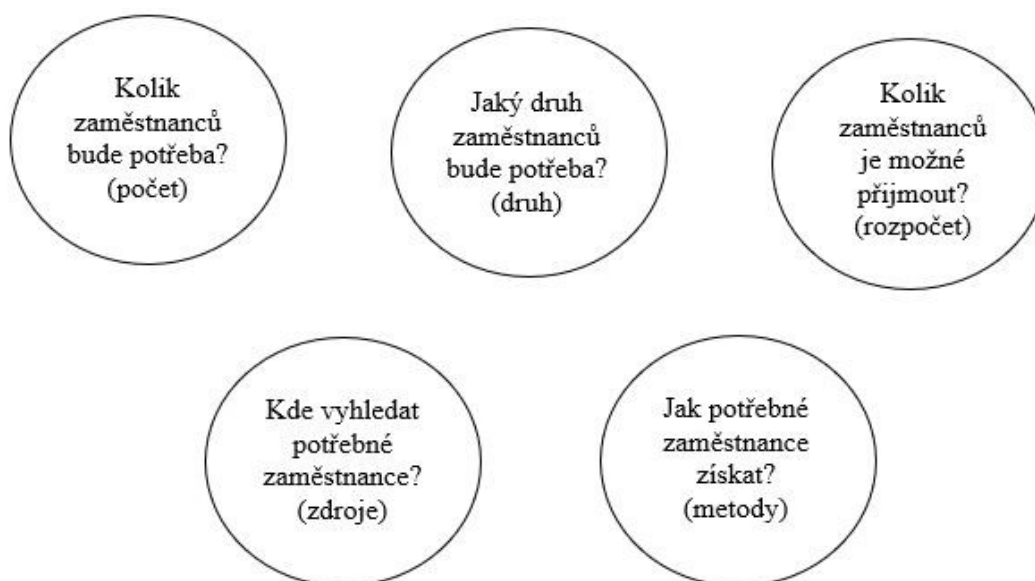 Kolik
zaměstnanců
bude potřeba?
(počet)
Jaký druh
zaměstnanců
bude potřeba?
(druh)
Kolik
zaměstnanců
je možné
přijmout?
(rozpočet)
Kde vyhledat
potřebné
zaměstnance?
(zdroje)
Jak potřebné
zaměstnance
získat?
(metody)